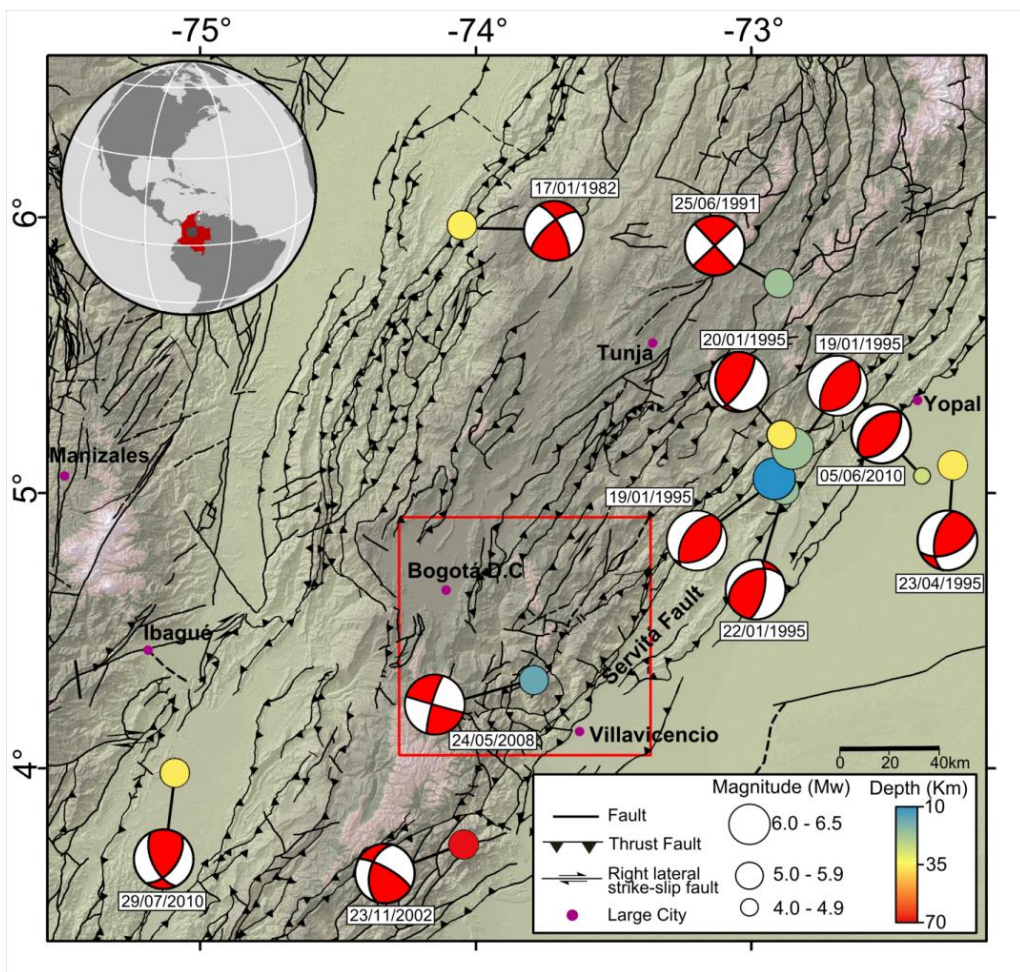 -75°
-74°
-73°
6°
5°
4°
17/01/1982
25/06/1991
Tunja
20/01/1995
19/01/1995
Yopal
Manizales
05/06/2010
19/01/1995
23/04/1995
Bogotá D.C
22/01/1995
Ibagué
Servitá Fault
24/05/2008
Villavicencio
0 20 40km
29/07/2010
23/11/2002
Fault
Thrust Fault
Right lateral
strike-slip fault
Large City
Magnitude (Mw)
6.0 - 6.5
5.0 - 5.9
4.0 - 4.9
Depth (Km)
10
35
70